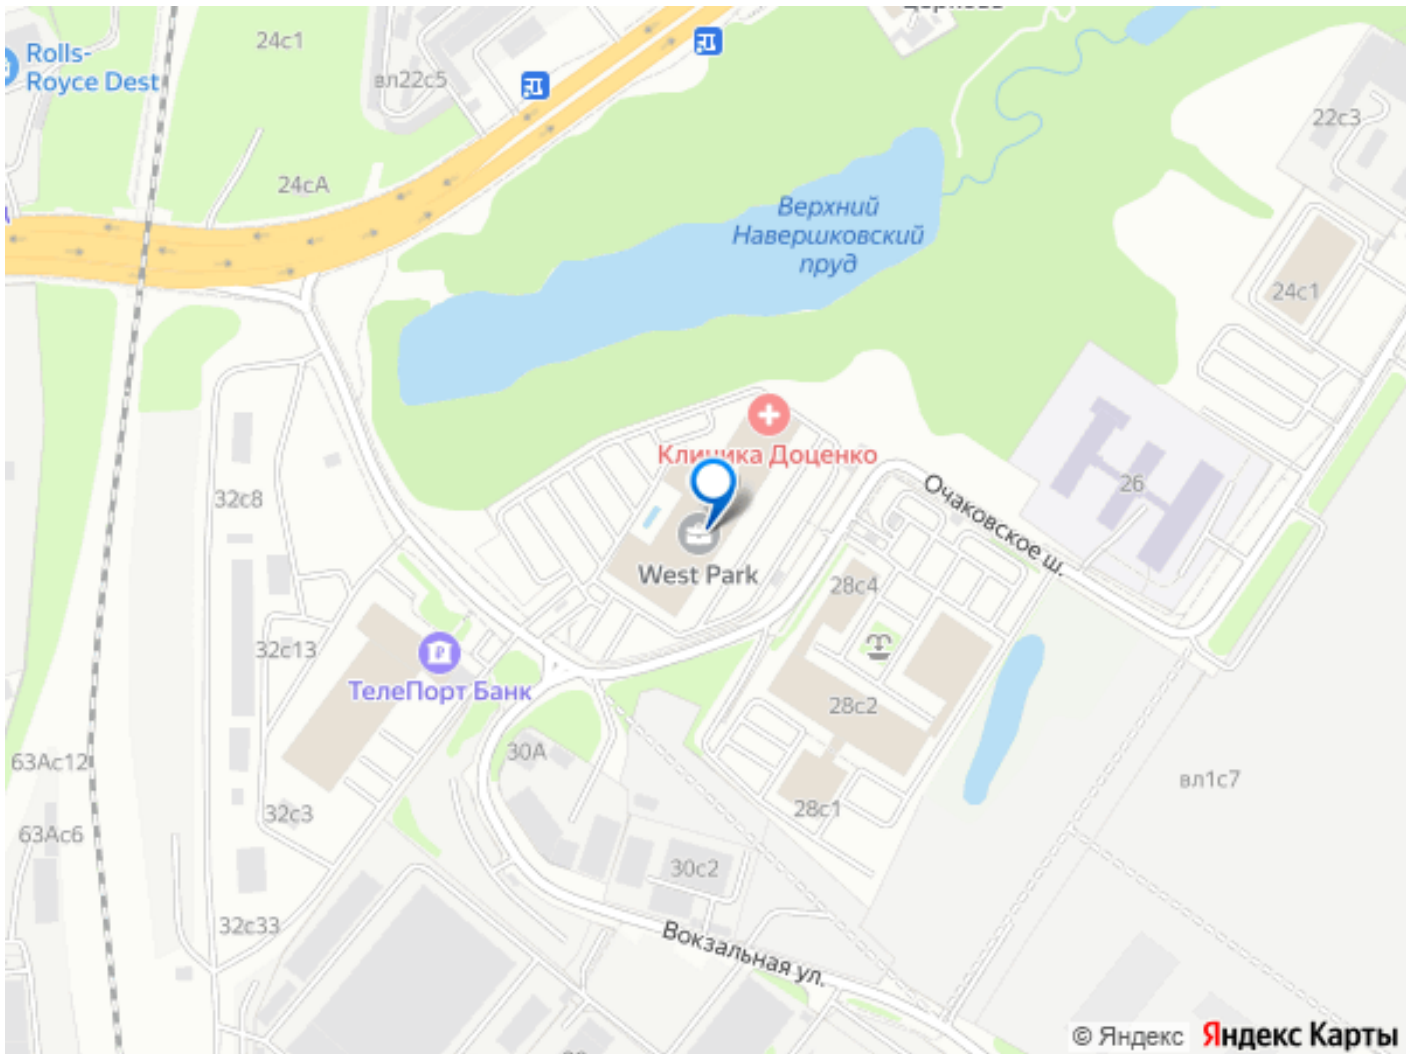 24с1
Rolls-
Royce Dest
вл22с5
22с3
24сА
Верхний
Навершковский
пруд
24с1
Клиника Доценко
26
Очаковское ш.
32с8
West Park
28с4
32с13
ТелеПорт Банк
28с2
30А
63Ас12
вл1с7
28с1
32с3
63Ас6
30с2
32с33
Вокзальная ул.
© Яндекс Яндекс Карты